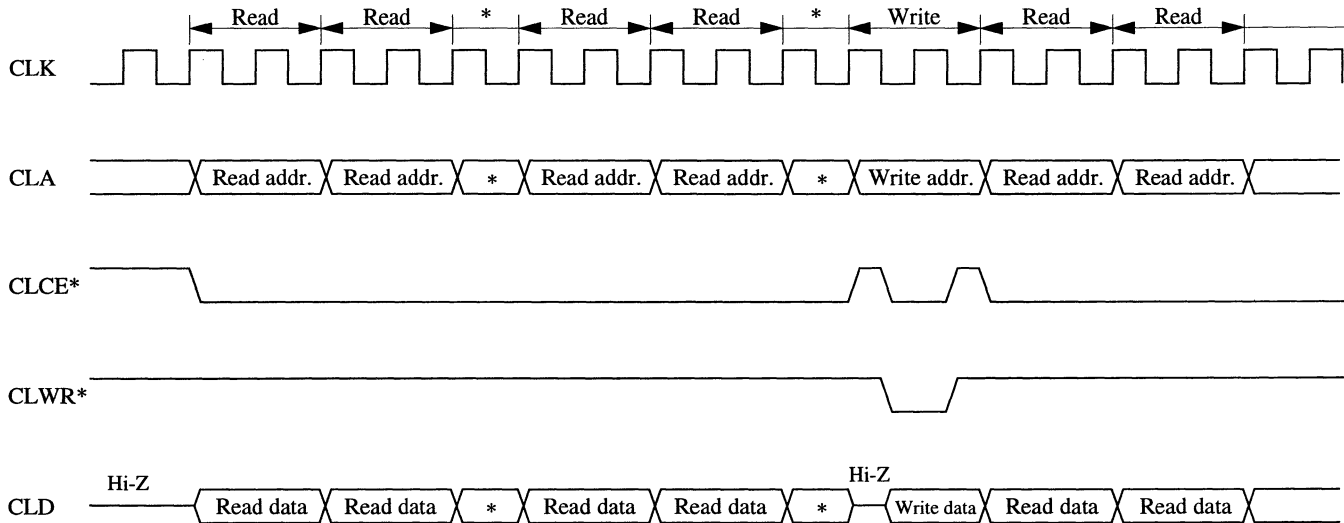 Read Read * Read Read * Write Read Read
CLK
CLA Read addr. Read addr. * Read addr. Read addr. * Write addr. Read addr. Read addr.
CLCE*
CLWR*
Hi-Z Hi-Z
CLD Read data Read data * Read data Read data * Write data Read data Read data